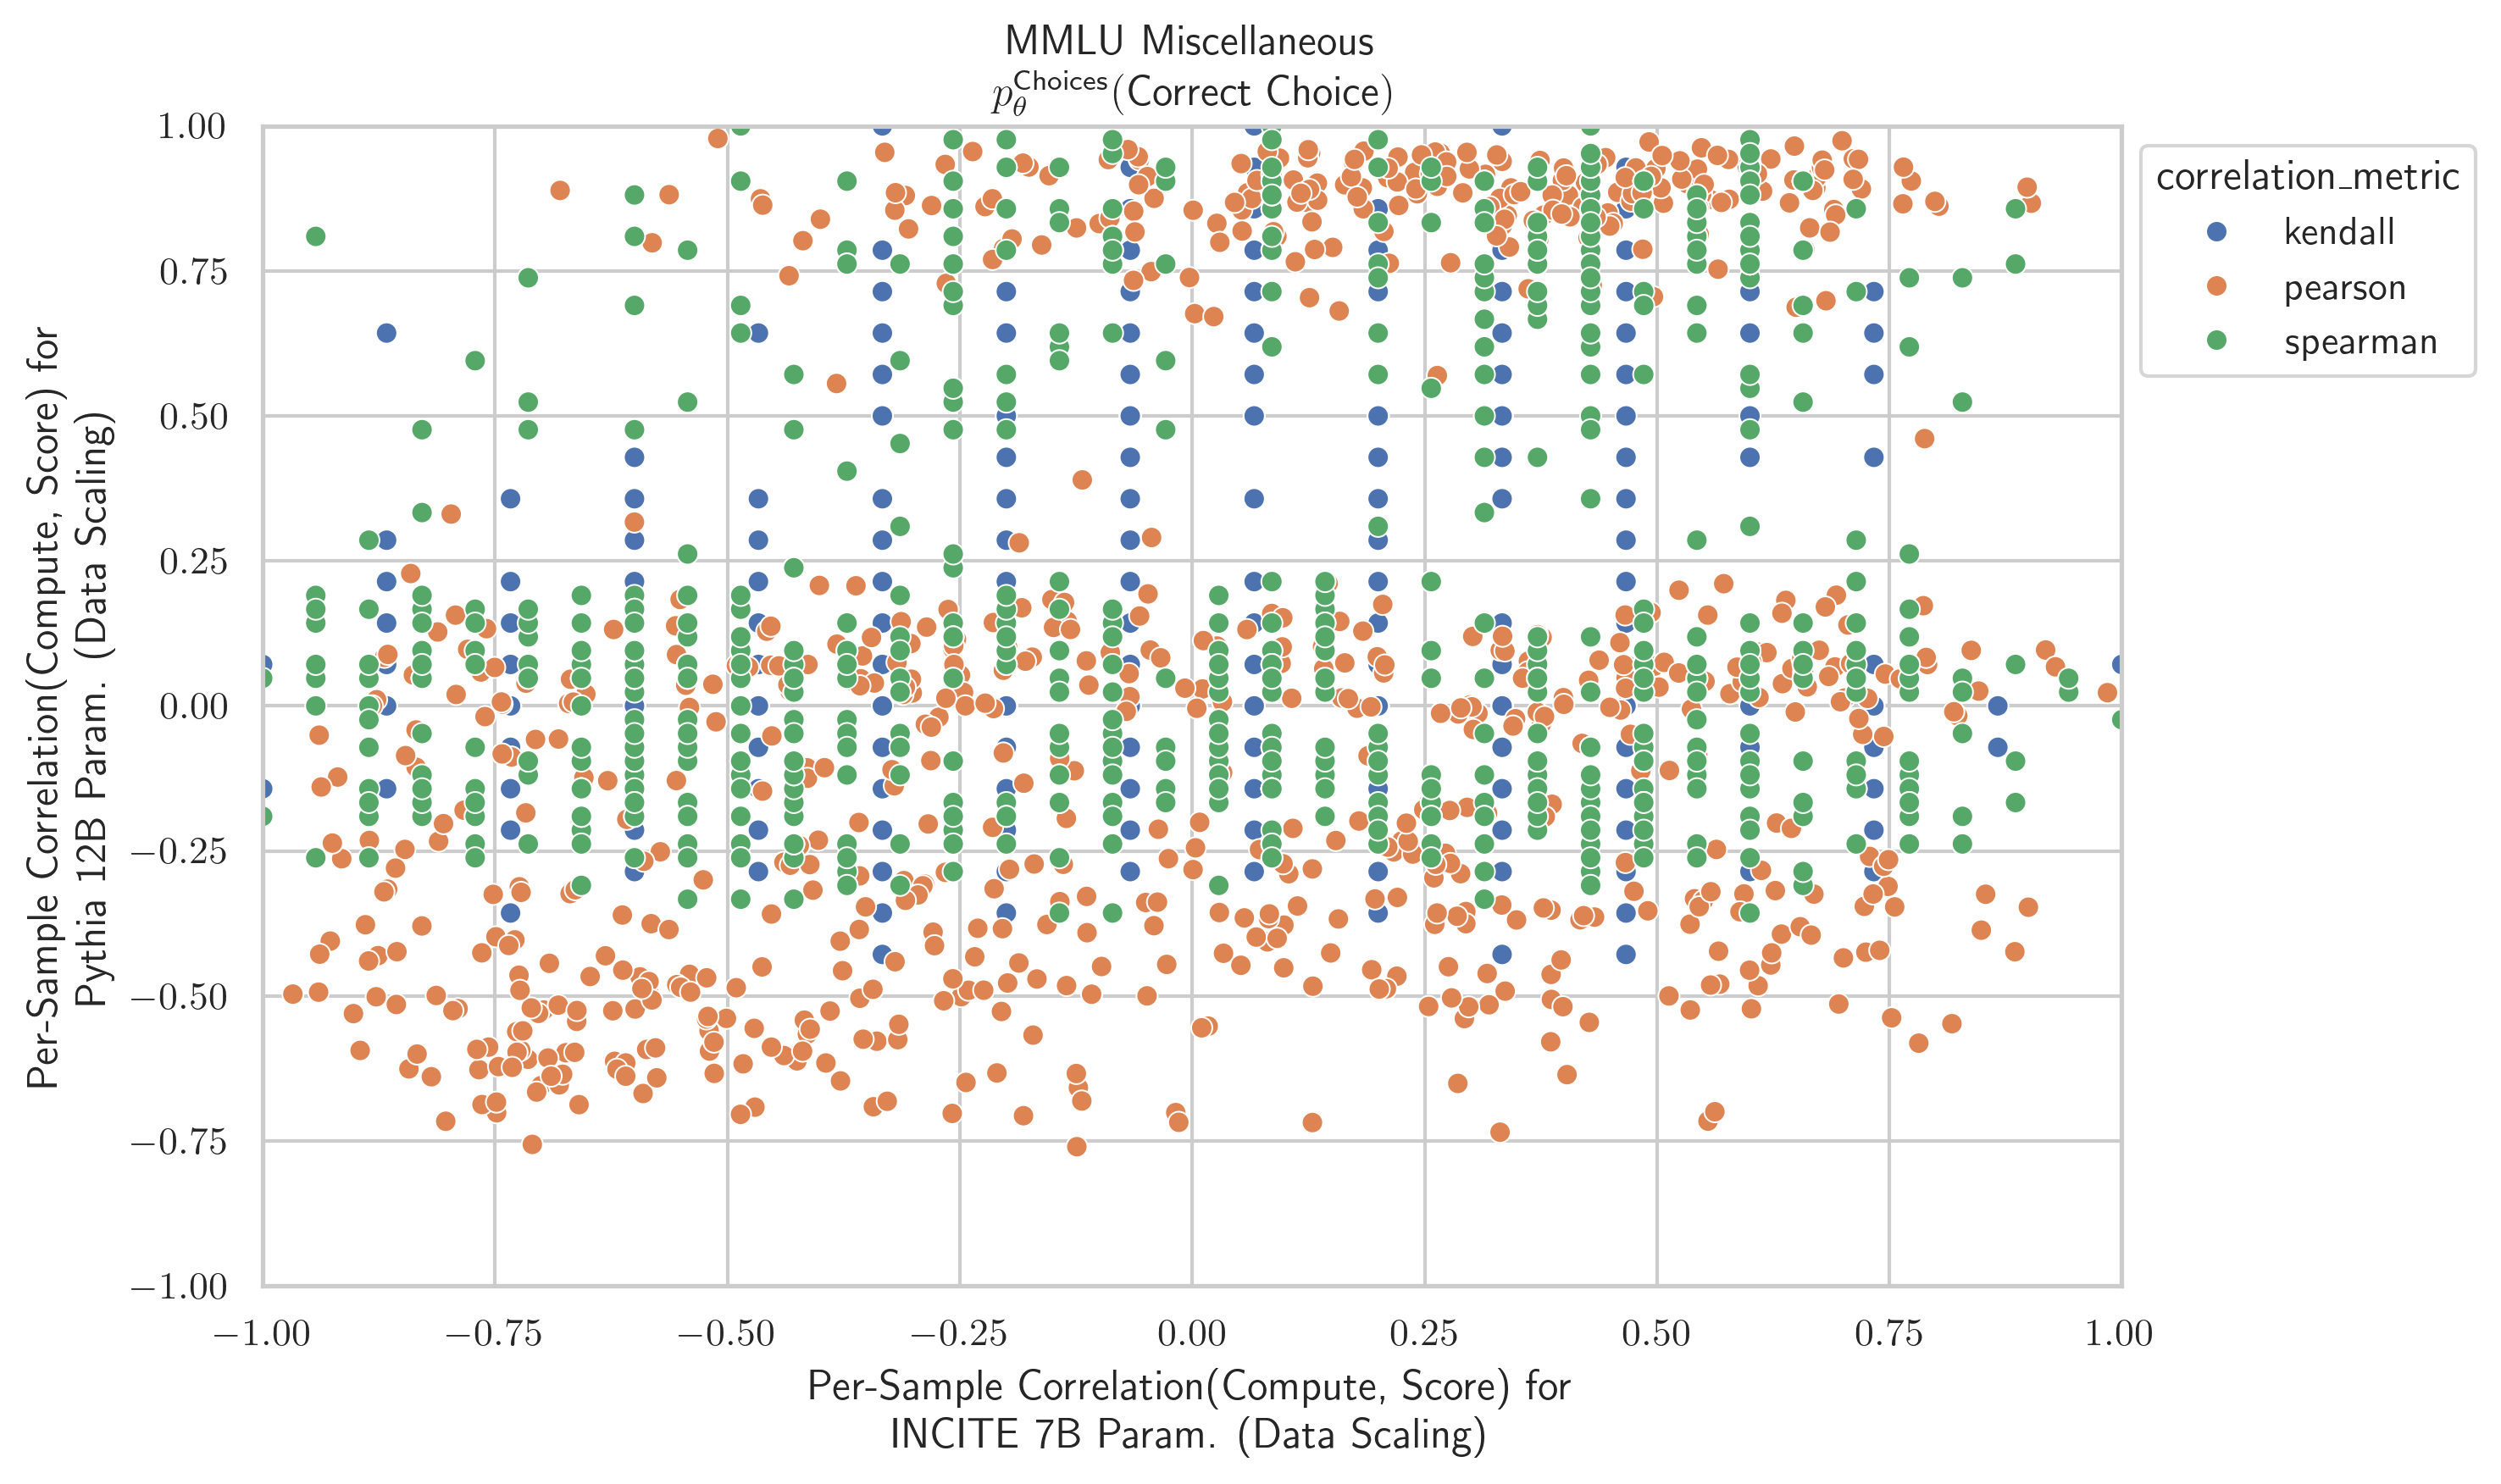 MMLU Miscellaneous
p_θ^Choices(Correct Choice)
Per-Sample Correlation(Compute, Score) for
Pythia 12B Param. (Data Scaling)
1.00
0.75
0.50
0.25
0.00
−0.25
−0.50
−0.75
−1.00
−1.00 −0.75 −0.50 −0.25 0.00 0.25 0.50 0.75 1.00
Per-Sample Correlation(Compute, Score) for
INCITE 7B Param. (Data Scaling)
correlation_metric
kendall
pearson
spearman